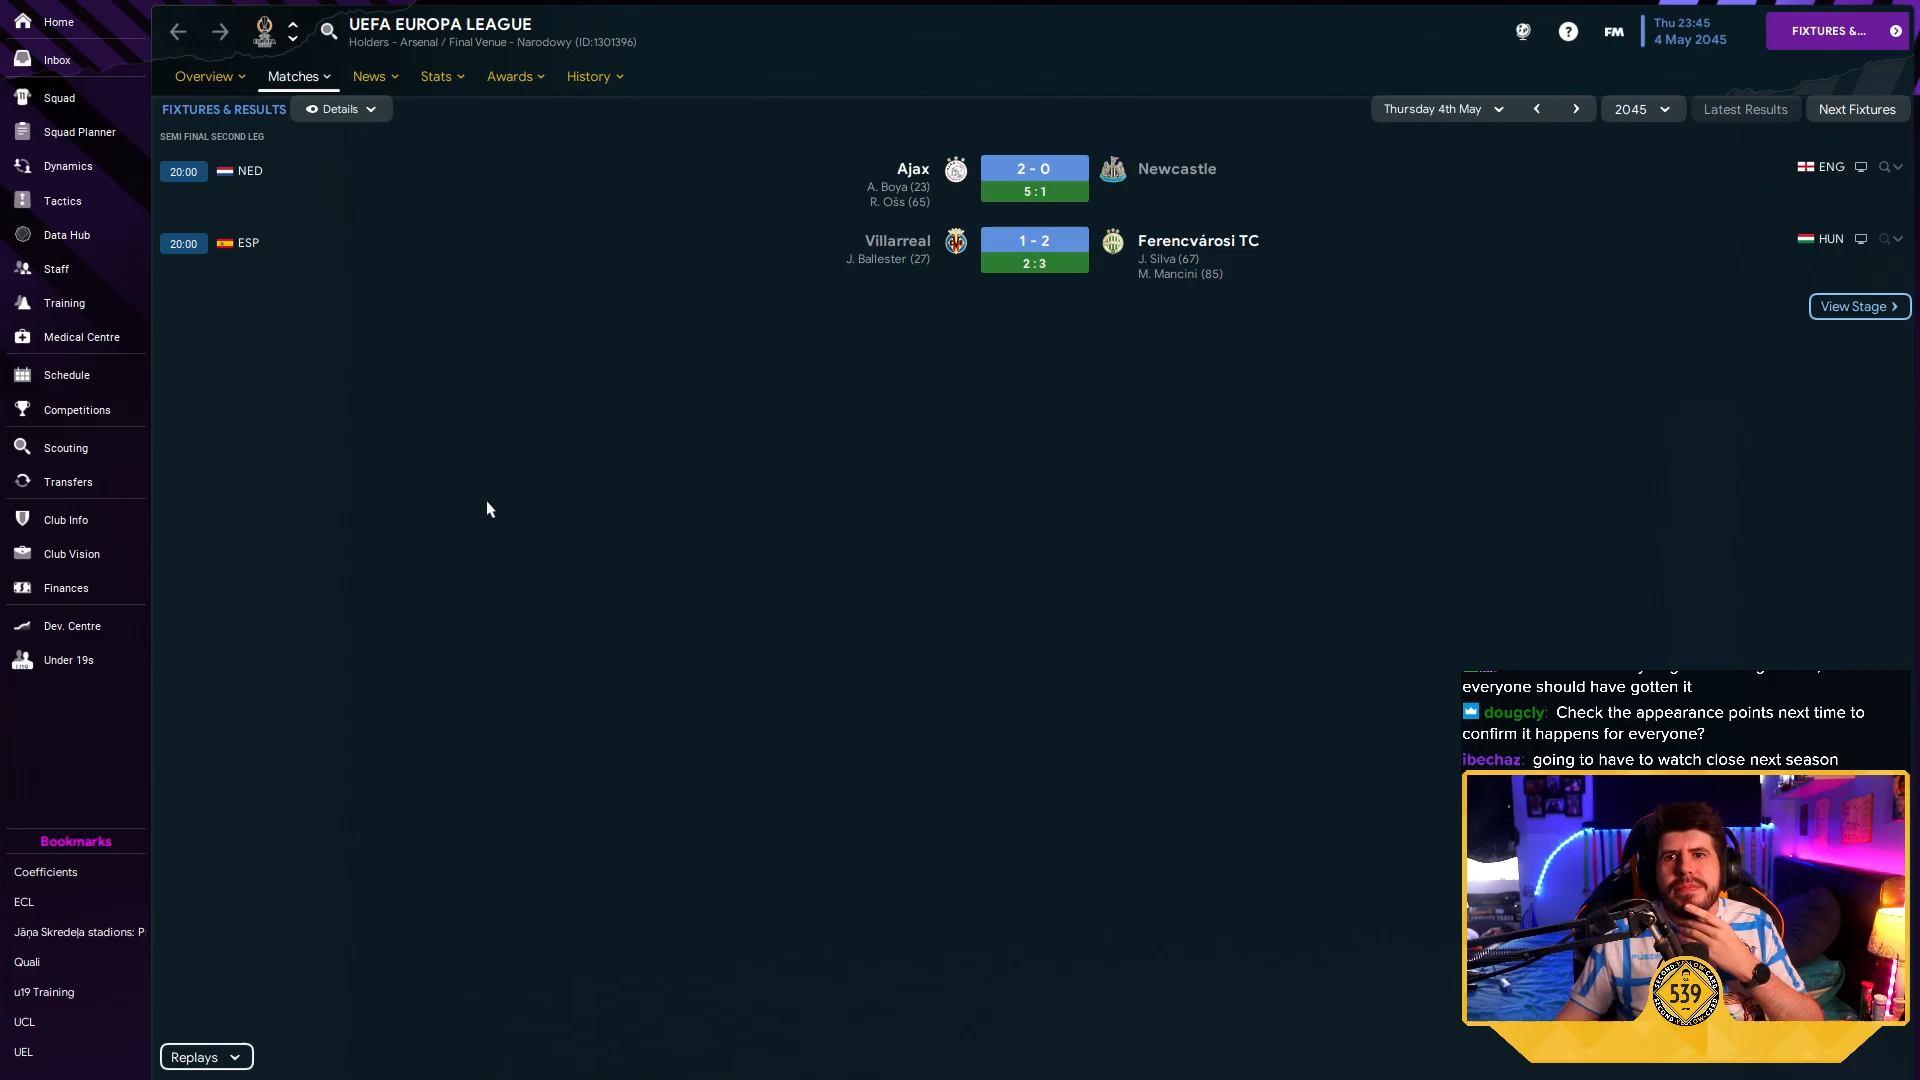 Home
Inbox
Squad
Squad Planner
Dynamics
Tactics
Data Hub
Staff
Training
Medical Centre
Schedule
Competitions
Scouting
Transfers
Club Info
Club Vision
Finances
Dev. Centre
Under 19s
Bookmarks
Coefficients
ECL
Jāņa Skredeļa stadions: P
Quali
u19 Training
UCL
UEL
UEFA EUROPA LEAGUE
Holders - Arsenal / Final Venue - Narodowy (ID:1301396)
FM
Thu 23:45
4 May 2045
FIXTURES &...
Overview
Matches
News
Stats
Awards
History
FIXTURES & RESULTS
Details
Thursday 4th May
2045
Latest Results
Next Fixtures
SEMI FINAL SECOND LEG
20:00 NED Ajax 2 - 0 Newcastle ENG
A. Boya (23) 5 : 1
R. Ošs (65)
20:00 ESP Villarreal 1 - 2 Ferencvárosi TC HUN
J. Ballester (27) 2 : 3 J. Silva (67)
M. Mancini (85)
View Stage
everyone should have gotten it
dougcly: Check the appearance points next time to
confirm it happens for everyone?
ibechaz: going to have to watch close next season
539
Replays